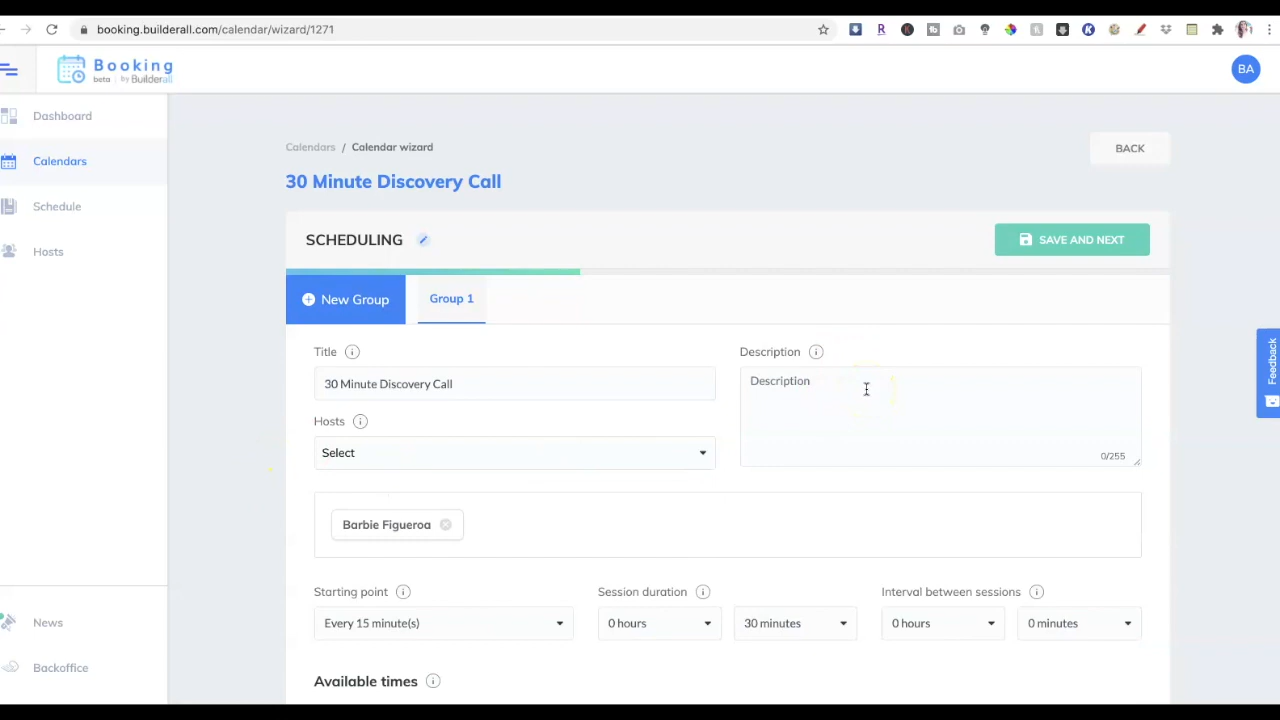 booking.builderall.com/calendar/wizard/1271
Booking
beta by Builderall
BA
Dashboard
Calendars
Schedule
Hosts
News
Backoffice
Calendars / Calendar wizard
BACK
30 Minute Discovery Call
SCHEDULING
SAVE AND NEXT
New Group
Group 1
Title
30 Minute Discovery Call
Description
Description
0/255
Hosts
Select
Barbie Figueroa
Starting point
Every 15 minute(s)
Session duration
0 hours
30 minutes
Interval between sessions
0 hours
0 minutes
Available times
Feedback